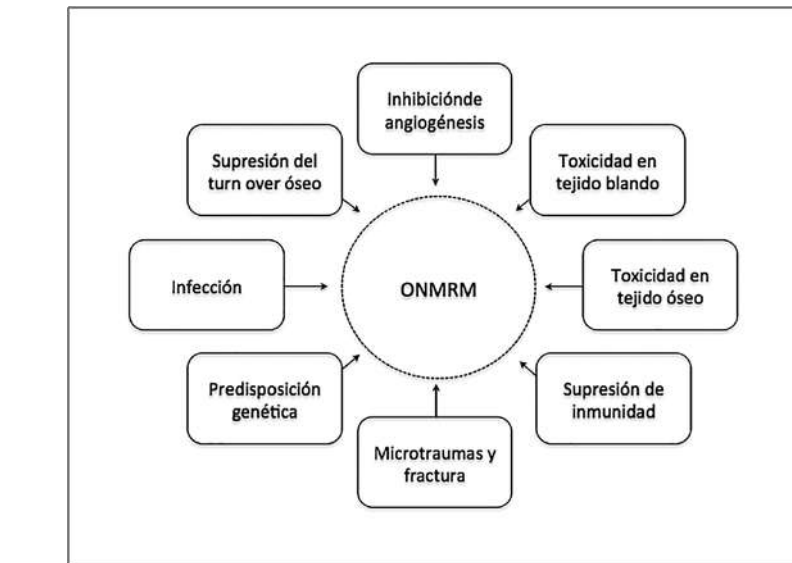 Inhibiciónde
angiogénesis
Supresión del
turn over óseo
Toxicidad en
tejido blando
Infección
ONMRM
Toxicidad en
tejido óseo
Predisposición
genética
Supresión de
inmunidad
Microtraumas y
fractura